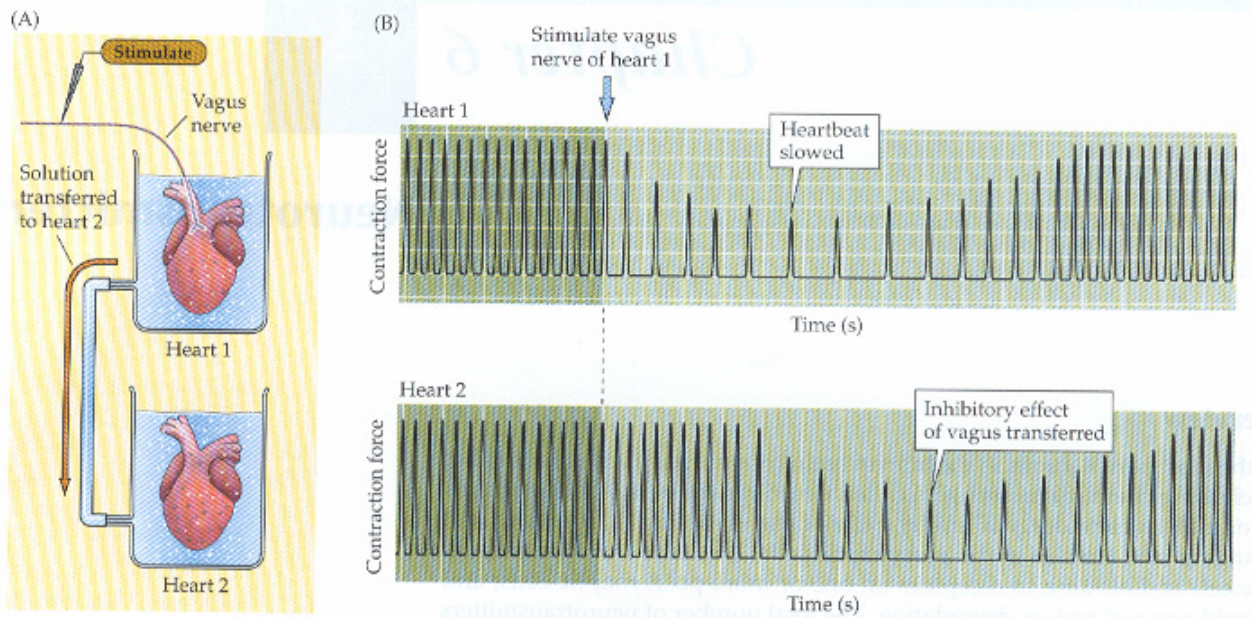 (A)
Stimulate
Vagus
nerve
Solution
transferred
to heart 2
Heart 1
Heart 2
(B)
Chapter 6
Stimulate vagus
nerve of heart 1
Heart 1
Heartbeat
slowed
Contraction force
Time (s)
Heart 2
Inhibitory effect
of vagus transferred
Contraction force
Time (s)